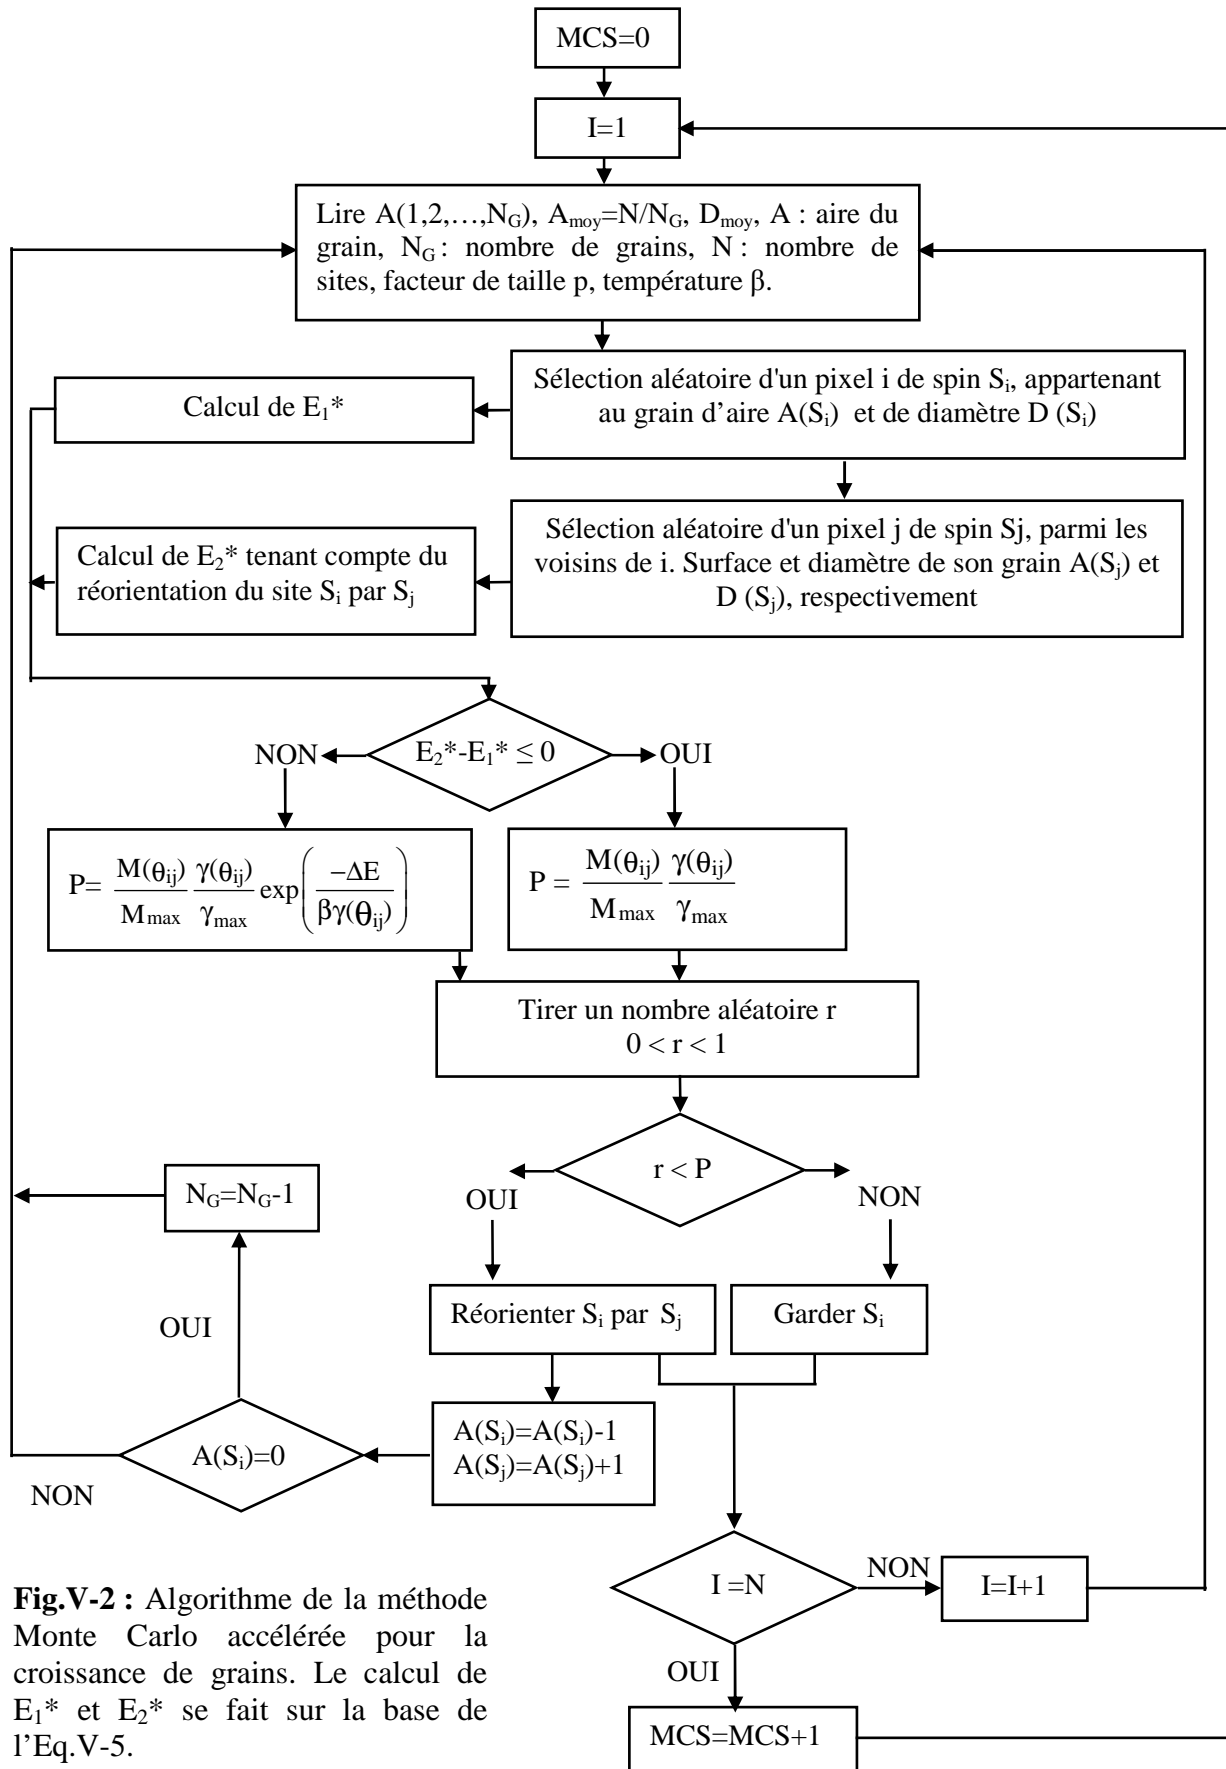 MCS=0
I=1
Lire A(1,2,…,N_G), A_moy=N/N_G, D_moy, A : aire du
grain, N_G : nombre de grains, N : nombre de
sites, facteur de taille p, température β.
Calcul de E_1*
Sélection aléatoire d'un pixel i de spin S_i, appartenant
au grain d’aire A(S_i) et de diamètre D (S_i)
Calcul de E_2* tenant compte du
réorientation du site S_i par S_j
Sélection aléatoire d'un pixel j de spin Sj, parmi les
voisins de i. Surface et diamètre de son grain A(S_j) et
D (S_j), respectivement
NON
E_2*-E_1* ≤ 0
OUI
P= M(θ_ij)/M_max γ(θ_ij)/γ_max exp(-ΔE/βγ(θ_ij))
P = M(θ_ij)/M_max γ(θ_ij)/γ_max
Tirer un nombre aléatoire r
0 < r < 1
r < P
OUI
NON
N_G=N_G-1
Réorienter S_i par S_j
Garder S_i
OUI
A(S_i)=0
A(S_i)=A(S_i)-1
A(S_j)=A(S_j)+1
NON
I =N
NON
I=I+1
OUI
MCS=MCS+1
Fig.V-2 : Algorithme de la méthode
Monte Carlo accélérée pour la
croissance de grains. Le calcul de
E_1* et E_2* se fait sur la base de
l’Eq.V-5.